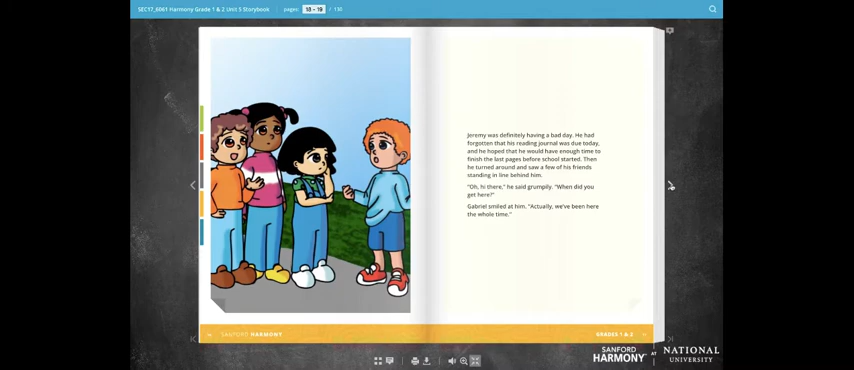 SEC17_6061 Harmony Grade 1 & 2 Unit 5 Storybook
pages: 18 - 19 / 130
Jeremy was definitely having a bad day. He had
forgotten that his reading journal was due today,
and he hoped that he would have enough time to
finish the last pages before school started. Then
he turned around and saw a few of his friends
standing in line behind him.
"Oh, hi there," he said grumpily. "When did you
get here?"
Gabriel smiled at him. "Actually, we've been here
the whole time."
SANFORD HARMONY
GRADES 1 & 2
SANFORD
HARMONY AT NATIONAL
UNIVERSITY